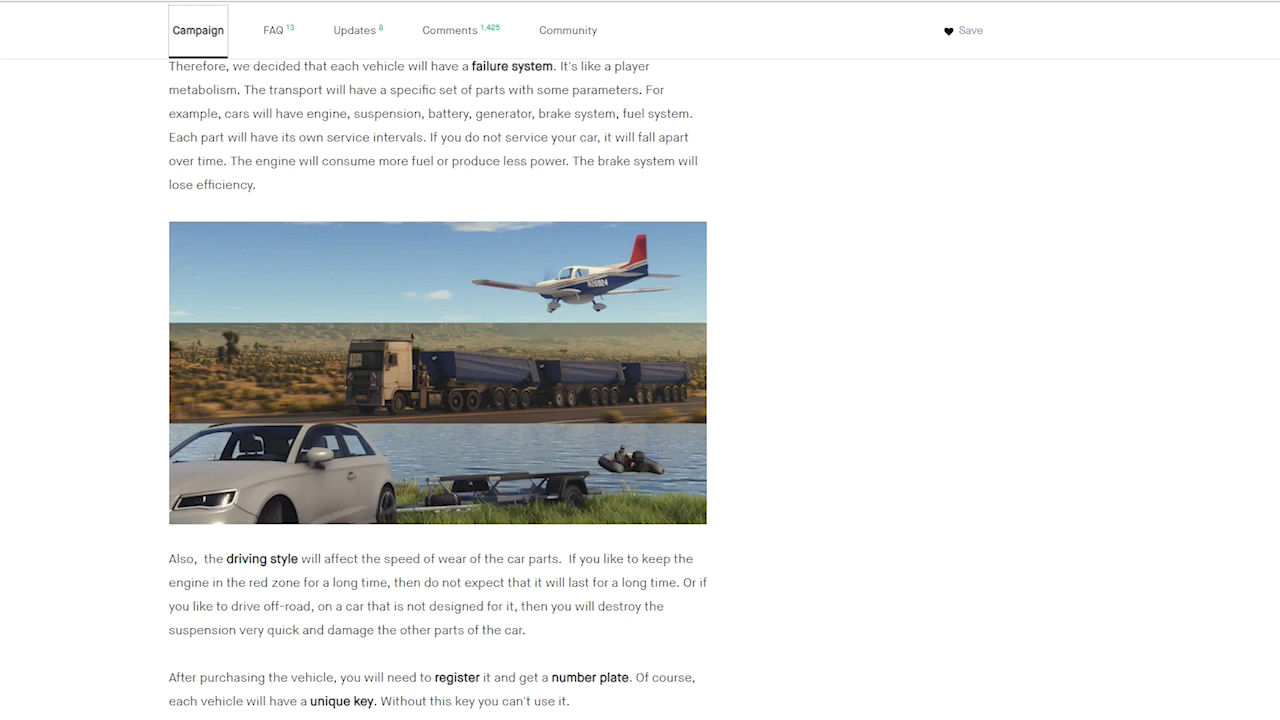 Campaign FAQ 13 Updates 8 Comments 1,425 Community Save
Therefore, we decided that each vehicle will have a failure system. It's like a player
metabolism. The transport will have a specific set of parts with some parameters. For
example, cars will have engine, suspension, battery, generator, brake system, fuel system.
Each part will have its own service intervals. If you do not service your car, it will fall apart
over time. The engine will consume more fuel or produce less power. The brake system will
lose efficiency.
N26924
Also,  the driving style will affect the speed of wear of the car parts.  If you like to keep the
engine in the red zone for a long time, then do not expect that it will last for a long time. Or if
you like to drive off-road, on a car that is not designed for it, then you will destroy the
suspension very quick and damage the other parts of the car.
After purchasing the vehicle, you will need to register it and get a number plate. Of course,
each vehicle will have a unique key. Without this key you can't use it.